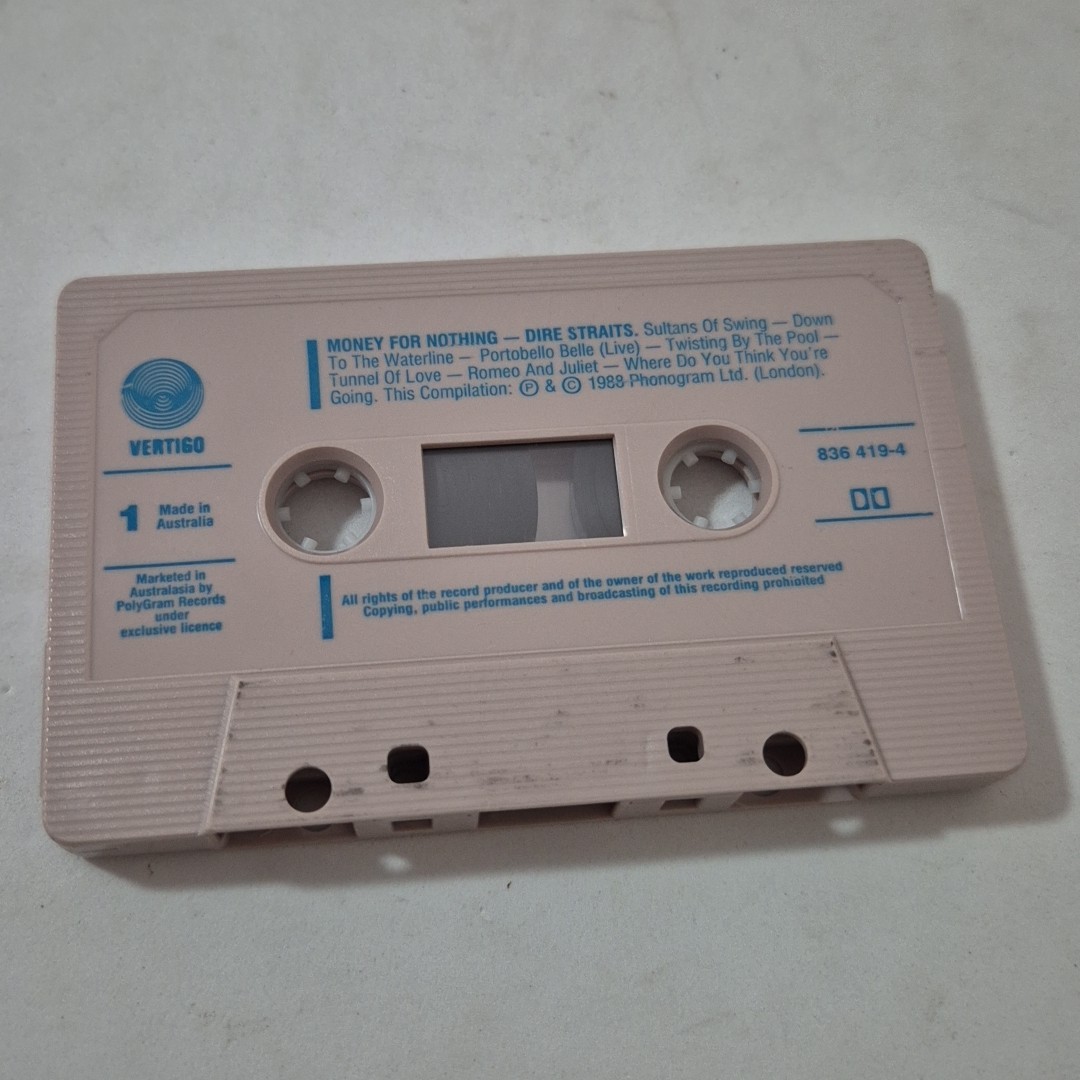 MONEY FOR NOTHING — DIRE STRAITS. Sultans Of Swing — Down
To The Waterline — Portobello Belle (Live) — Twisting By The Pool —
Tunnel Of Love — Romeo And Juliet — Where Do You Think You're
Going. This Compilation: Ⓟ & © 1988 Phonogram Ltd. (London).
VERTIGO
1 Made in
Australia
Marketed in
Australasia by
PolyGram Records
under
exclusive licence
836 419-4
All rights of the record producer and of the owner of the work reproduced reserved
Copying, public performances and broadcasting of this recording prohibited